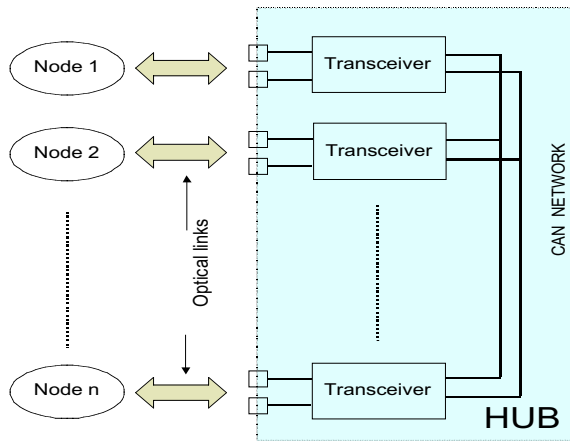 Node 1
Transceiver
Node 2
Transceiver
Optical links
CAN NETWORK
Node n
Transceiver
HUB